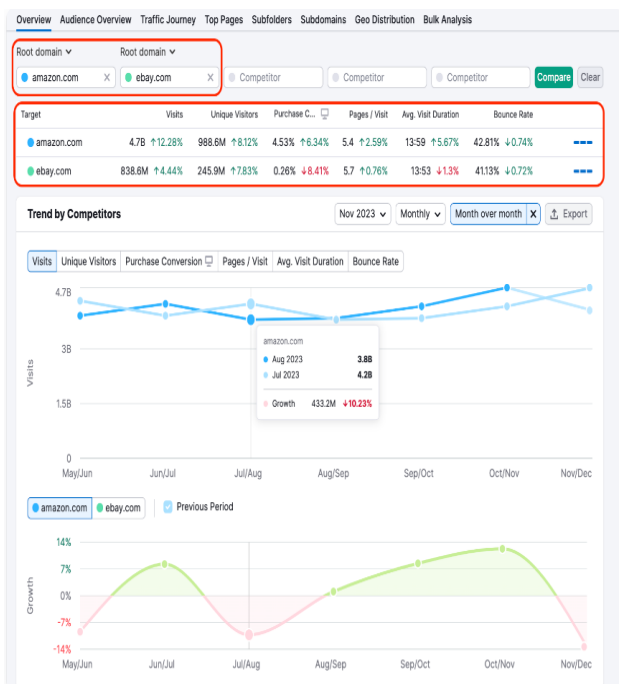 Overview Audience Overview Traffic Journey Top Pages Subfolders Subdomains Geo Distribution Bulk Analysis
Root domain Root domain
amazon.com X ebay.com X Competitor Competitor Competitor Compare Clear
Target Visits Unique Visitors Purchase C... Pages / Visit Avg. Visit Duration Bounce Rate
amazon.com 4.7B ↑12.28% 988.6M ↑8.12% 4.53% ↑6.34% 5.4 ↑2.59% 13:59 ↑5.67% 42.81% ↓0.74%
ebay.com 838.6M ↑4.44% 245.9M ↑7.83% 0.26% ↓8.41% 5.7 ↑0.76% 13:53 ↓1.3% 41.13% ↓0.72%
Trend by Competitors Nov 2023 Monthly Month over month X Export
Visits Unique Visitors Purchase Conversion Pages / Visit Avg. Visit Duration Bounce Rate
4.7B
3B
1.5B
0
Visits
amazon.com
Aug 2023 3.8B
Jul 2023 4.2B
Growth 433.2M ↓10.23%
May/Jun Jun/Jul Jul/Aug Aug/Sep Sep/Oct Oct/Nov Nov/Dec
amazon.com ebay.com Previous Period
14%
7%
0%
-7%
-14%
Growth
May/Jun Jun/Jul Jul/Aug Aug/Sep Sep/Oct Oct/Nov Nov/Dec